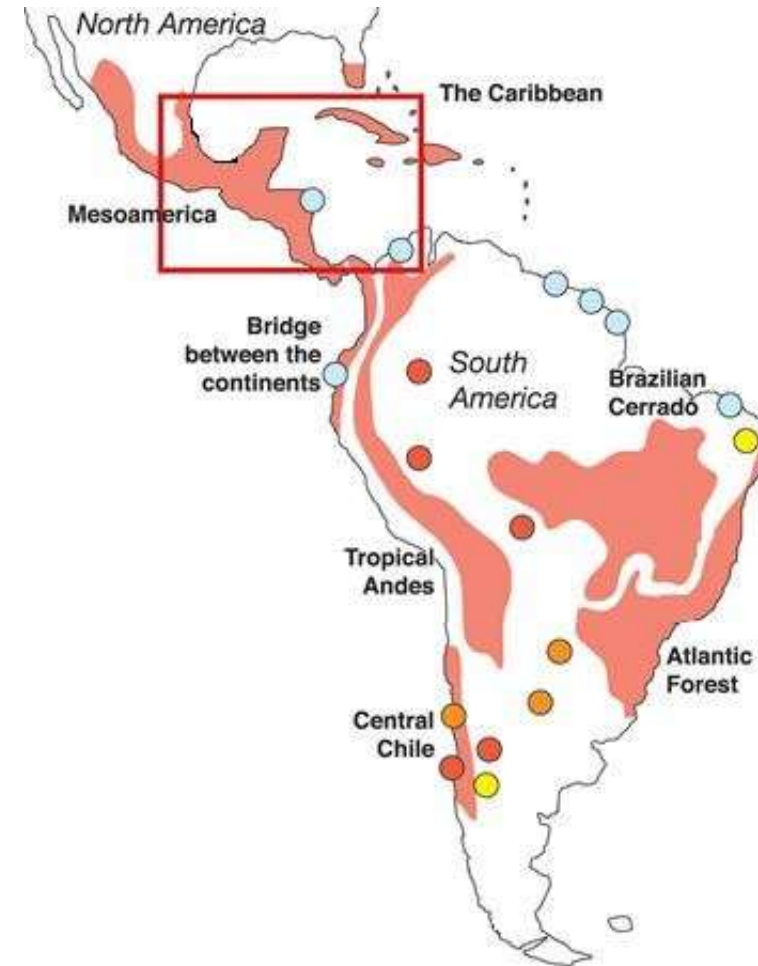 North America
The Caribbean
Mesoamerica
Bridge
between the
continents
South
America
Brazilian
Cerrado
Tropical
Andes
Atlantic
Forest
Central
Chile